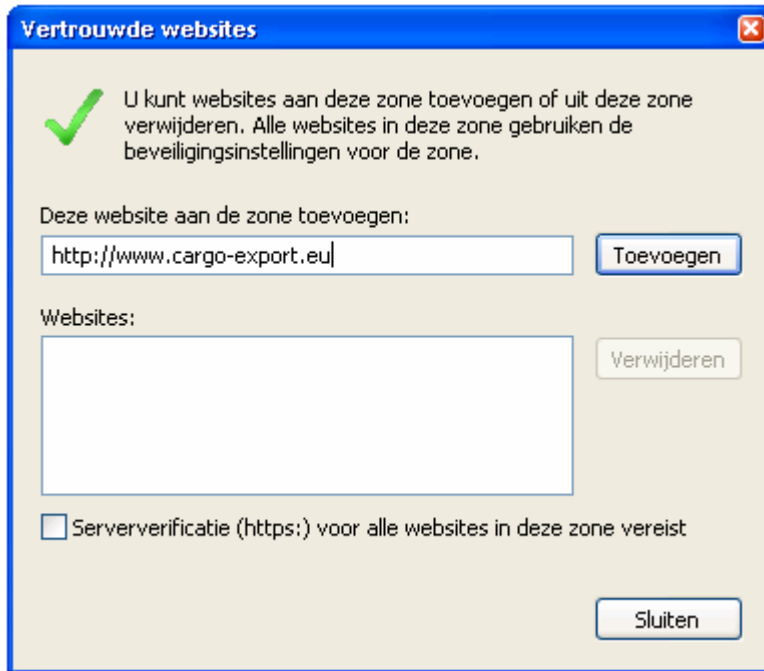 Vertrouwde websites
U kunt websites aan deze zone toevoegen of uit deze zone
verwijderen. Alle websites in deze zone gebruiken de
beveiligingsinstellingen voor de zone.
Deze website aan de zone toevoegen:
http://www.cargo-export.eu
Toevoegen
Websites:
Verwijderen
Serververificatie (https:) voor alle websites in deze zone vereist
Sluiten